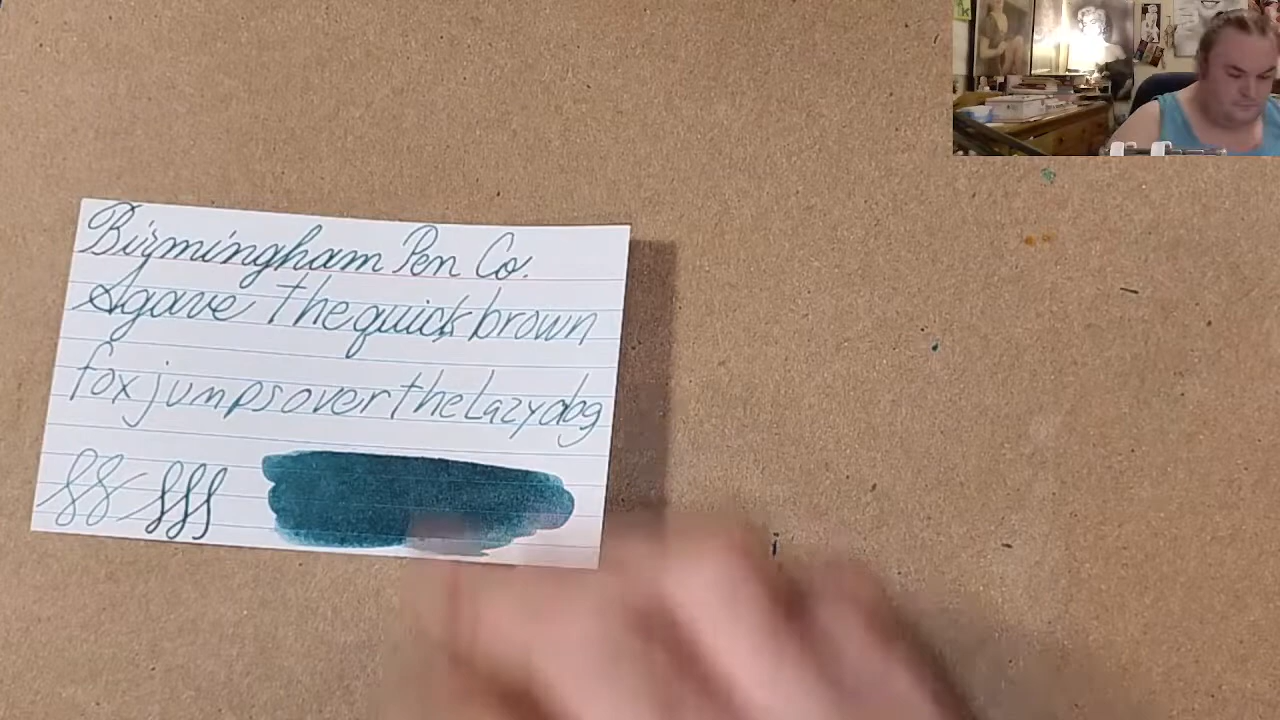 Birmingham Pen Co.
Agave the quick brown
fox jumps over the Lazy dog